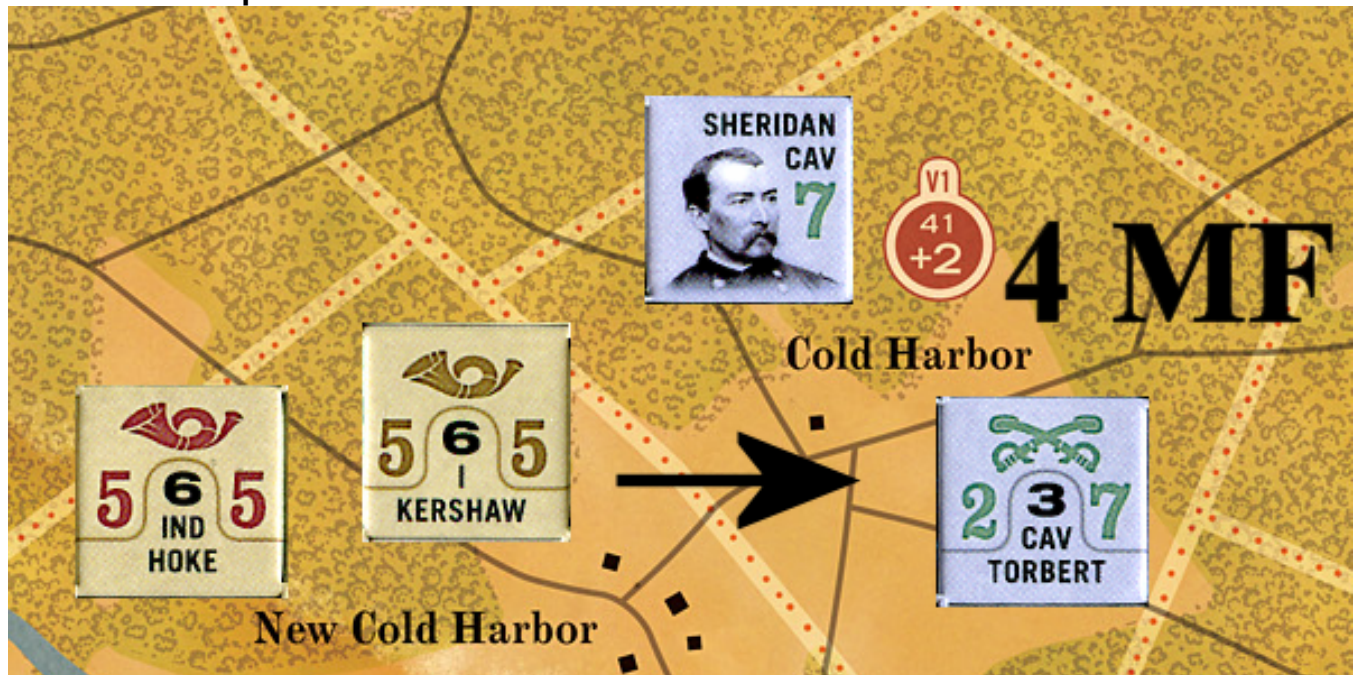 SHERIDAN
CAV
7
V1
41
+2
4 MF
Cold Harbor
5 6 5
IND
HOKE
5 6 5
I
KERSHAW
2 3 7
CAV
TORBERT
New Cold Harbor